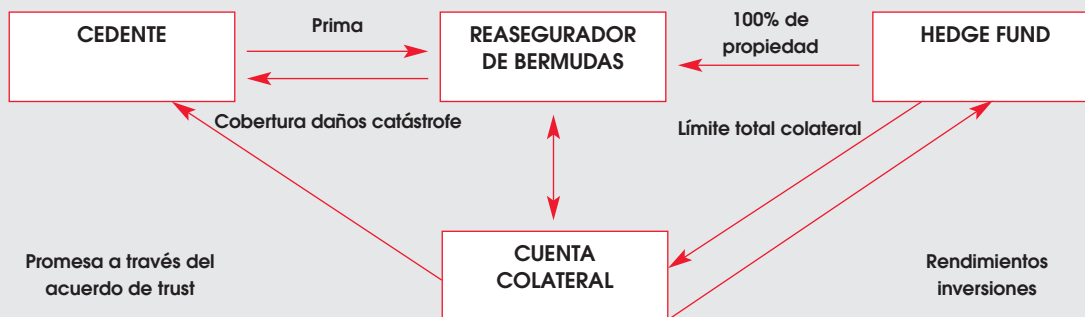 CEDENTE
Prima
REASEGURADOR
DE BERMUDAS
100% de
propiedad
HEDGE FUND
Cobertura daños catástrofe
Límite total colateral
Promesa a través del
acuerdo de trust
CUENTA
COLATERAL
Rendimientos
inversiones